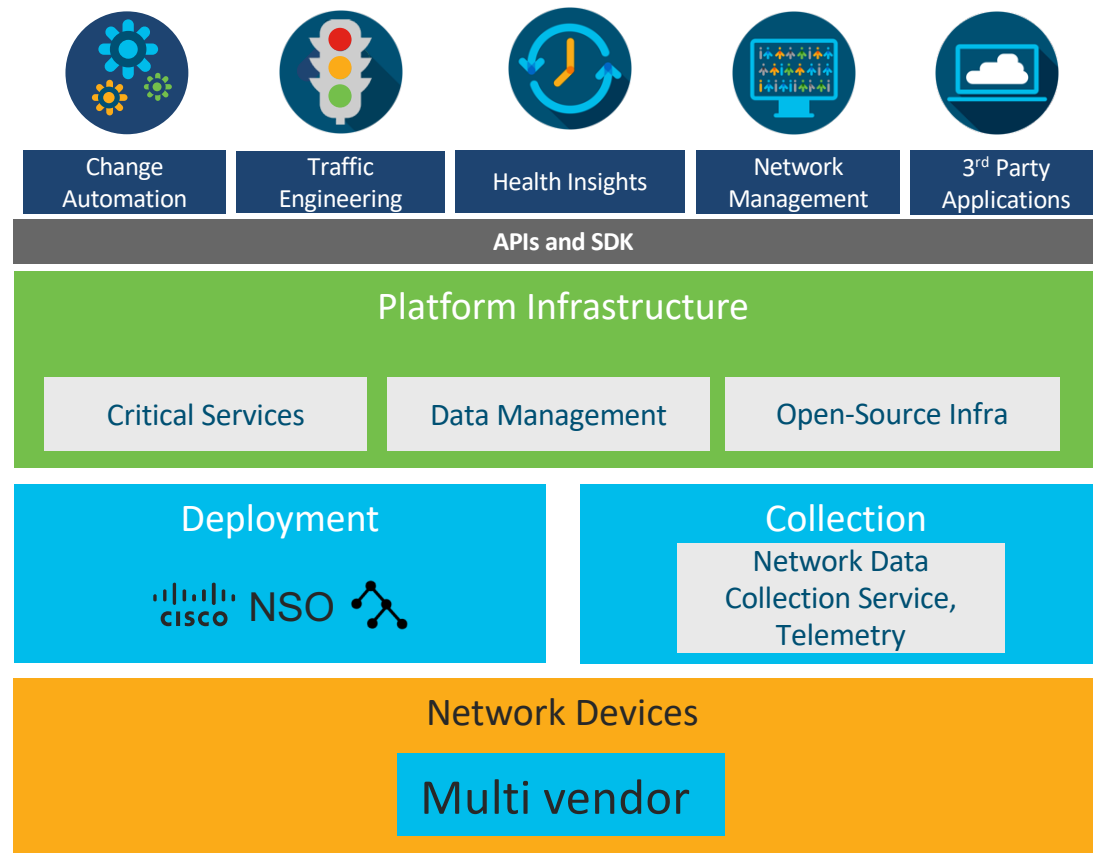 Change
Automation
Traffic
Engineering
Health Insights
Network
Management
3rd Party
Applications
APIs and SDK
Platform Infrastructure
Critical Services
Data Management
Open-Source Infra
Deployment
CISCO NSO
Collection
Network Data
Collection Service,
Telemetry
Network Devices
Multi vendor